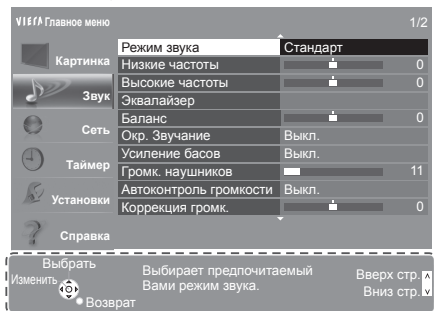 VIErA Главное меню 1/2
Картинка
Звук
Сеть
Таймер
Установки
Справка
Режим звука Стандарт
Низкие частоты 0
Высокие частоты 0
Эквалайзер
Баланс 0
Окр. Звучание Выкл.
Усиление басов Выкл.
Громк. наушников 11
Автоконтроль громкости Выкл.
Коррекция громк. 0
Выбрать
Изменить
Возврат
Выбирает предпочитаемый
Вами режим звука.
Вверх стр.
Вниз стр.